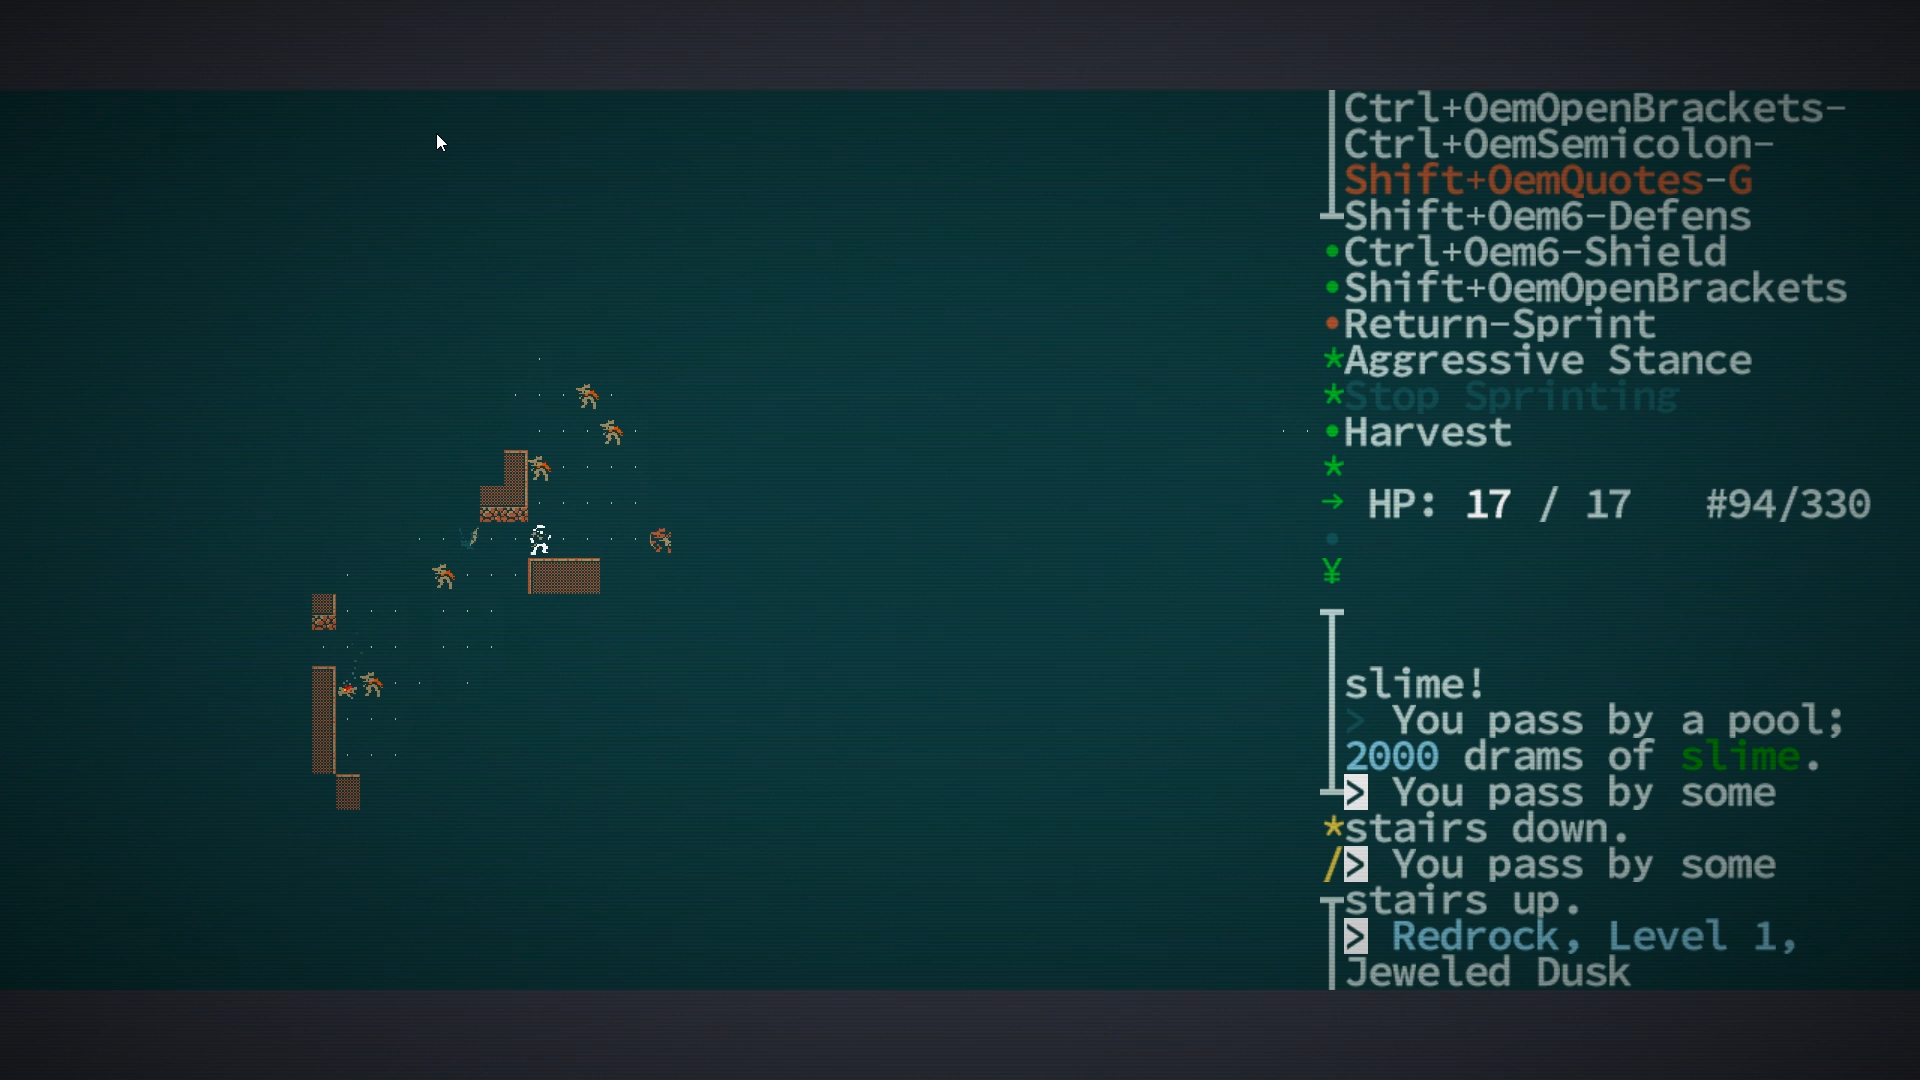 Ctrl+OemOpenBrackets-
Ctrl+OemSemicolon-
Shift+OemQuotes-G
Shift+Oem6-Defens
•Ctrl+Oem6-Shield
•Shift+OemOpenBrackets
•Return-Sprint
*Aggressive Stance
*Stop Sprinting
•Harvest
*
→ HP: 17 / 17 #94/330
¥
slime!
> You pass by a pool;
2000 drams of slime.
> You pass by some
*stairs down.
/> You pass by some
stairs up.
> Redrock, Level 1,
Jeweled Dusk